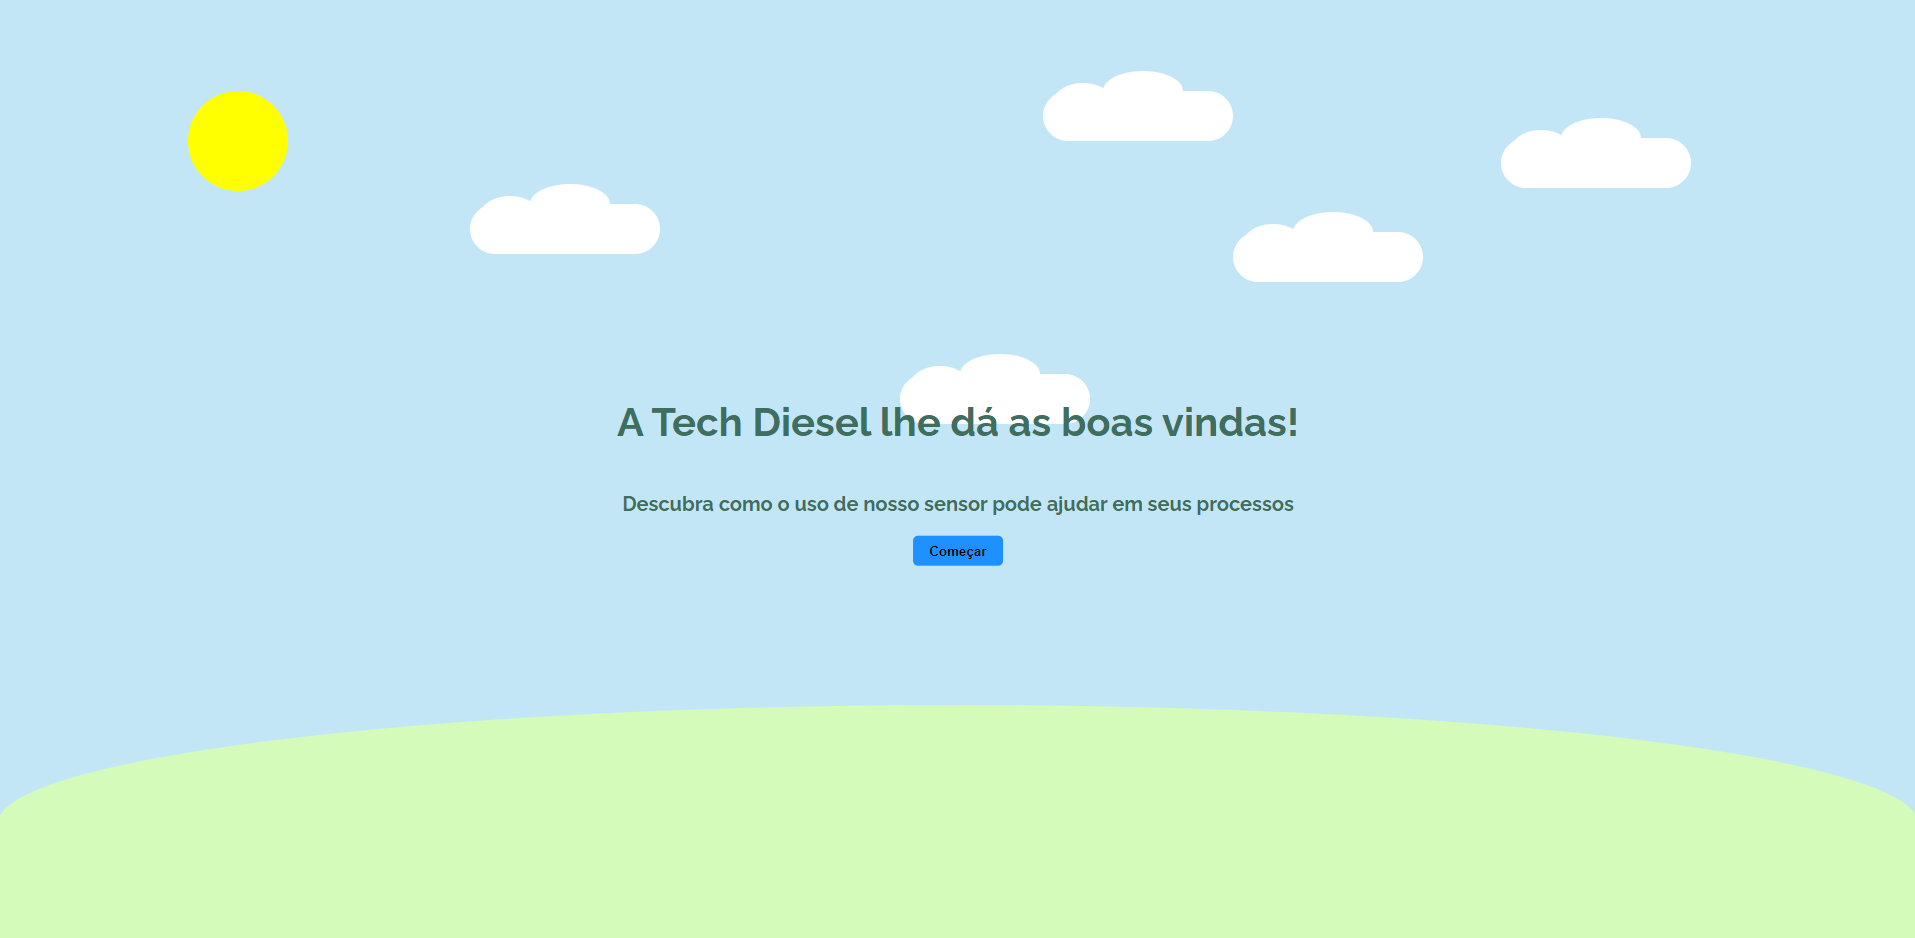 A Tech Diesel lhe dá as boas vindas!
Descubra como o uso de nosso sensor pode ajudar em seus processos
Começar